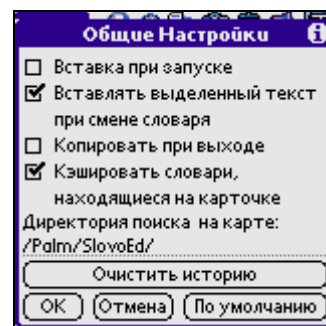 Общие Настройки
Вставка при запуске
Вставлять выделенный текст
при смене словаря
Копировать при выходе
Кэшировать словари,
находящиеся на карточке
Директория поиска на карте:
/Palm/SlovoEd/
Очистить историю
OK Отмена По умолчанию